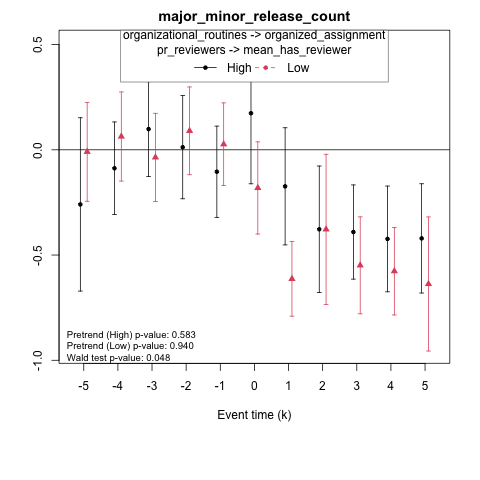 major_minor_release_count
organizational_routines -> organized_assignment
pr_reviewers -> mean_has_reviewer
High Low
0.5
0.0
-0.5
-1.0
Pretrend (High) p-value: 0.583
Pretrend (Low) p-value: 0.940
Wald test p-value: 0.048
-5 -4 -3 -2 -1 0 1 2 3 4 5
Event time (k)